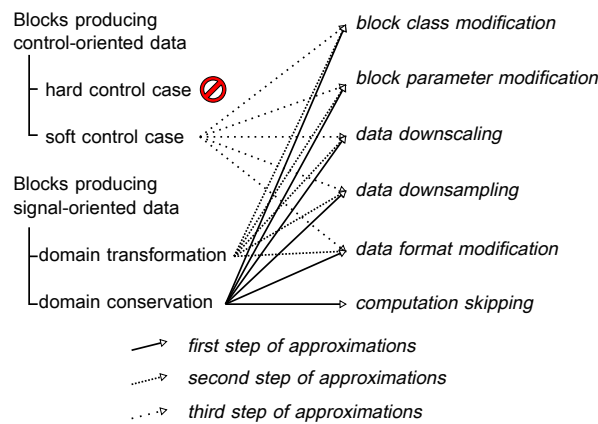 Blocks producing
control-oriented data
hard control case
soft control case
Blocks producing
signal-oriented data
domain transformation
domain conservation
block class modification
block parameter modification
data downscaling
data downsampling
data format modification
computation skipping
first step of approximations
second step of approximations
third step of approximations